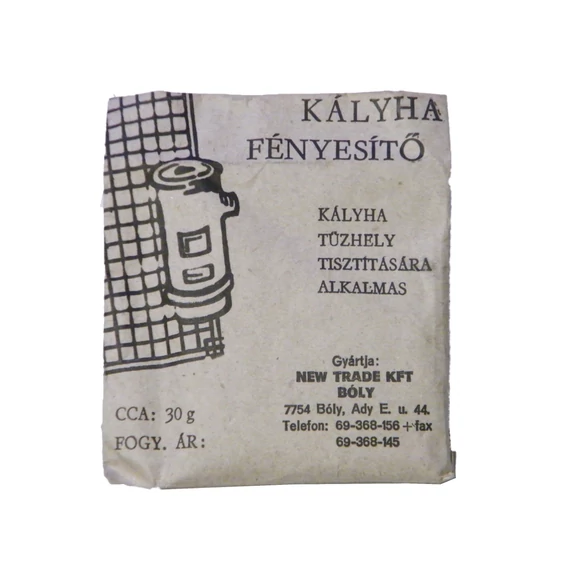 KÁLYHA
FÉNYESÍTŐ
KÁLYHA
TŰZHELY
TISZTÍTÁSÁRA
ALKALMAS
Gyártja:
NEW TRADE KFT
BÓLY
7754 Bóly, Ady E. u. 44.
Telefon: 69-368-156 + fax
69-368-145
CCA: 30 g
FOGY. ÁR: